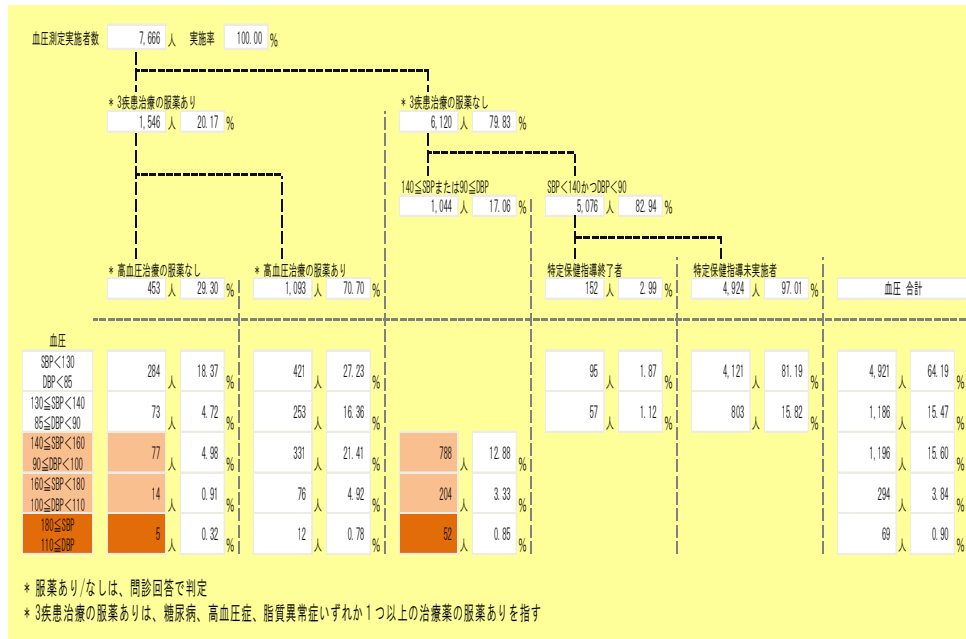 血圧測定実施者数 7,666 人 実施率 100.00 %
* 3疾患治療の服薬あり * 3疾患治療の服薬なし
1,546 人 20.17 % 6,120 人 79.83 %
140≦SBPまたは90≦DBP SBP<140かつDBP<90
1,044 人 17.06 % 5,076 人 82.94 %
* 高血圧治療の服薬なし * 高血圧治療の服薬あり 特定保健指導終了者 特定保健指導未実施者
453 人 29.30 % 1,093 人 70.70 % 152 人 2.99 % 4,924 人 97.01 % 血圧 合計
血圧
SBP<130
DBP<85
284 人 18.37 % 421 人 27.23 % 95 人 1.87 % 4,121 人 81.19 % 4,921 人 64.19 %
130≦SBP<140
85≦DBP<90
73 人 4.72 % 253 人 16.36 % 57 人 1.12 % 803 人 15.82 % 1,186 人 15.47 %
140≦SBP<160
90≦DBP<100
77 人 4.98 % 331 人 21.41 % 788 人 12.88 % 1,196 人 15.60 %
160≦SBP<180
100≦DBP<110
14 人 0.91 % 76 人 4.92 % 204 人 3.33 % 294 人 3.84 %
180≦SBP
110≦DBP
5 人 0.32 % 12 人 0.78 % 52 人 0.85 % 69 人 0.90 %
* 服薬あり/なしは、問診回答で判定
* 3疾患治療の服薬ありは、糖尿病、高血圧症、脂質異常症いずれか１つ以上の治療薬の服薬ありを指す